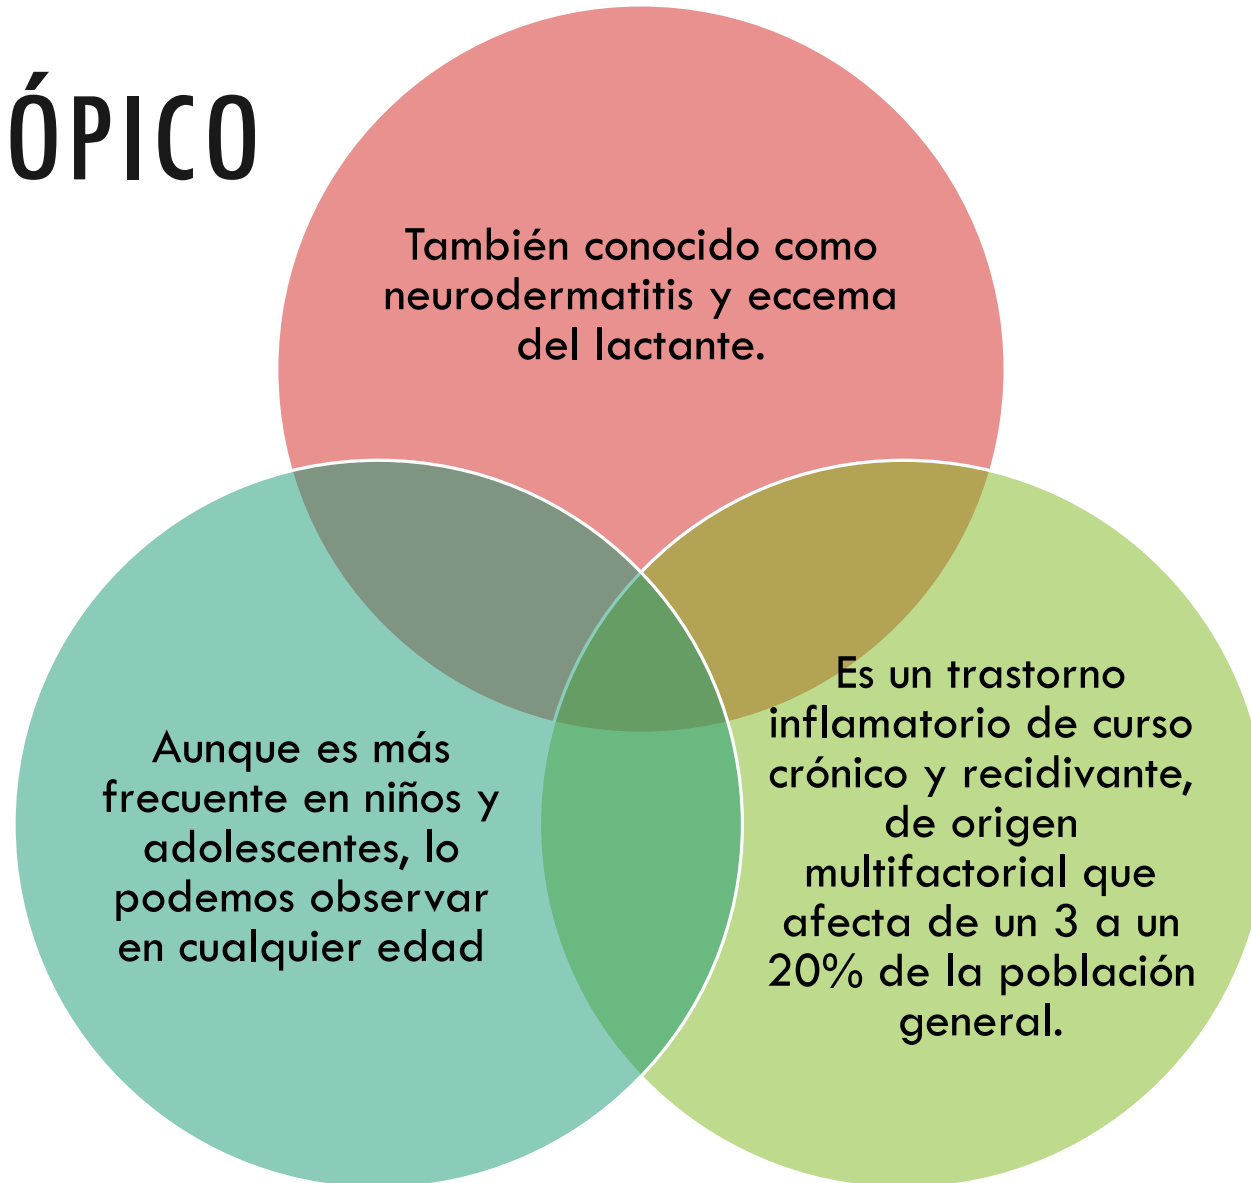 ÓPICO
También conocido como
neurodermatitis y eccema
del lactante.
Aunque es más
frecuente en niños y
adolescentes, lo
podemos observar
en cualquier edad
Es un trastorno
inflamatorio de curso
crónico y recidivante,
de origen
multifactorial que
afecta de un 3 a un
20% de la población
general.